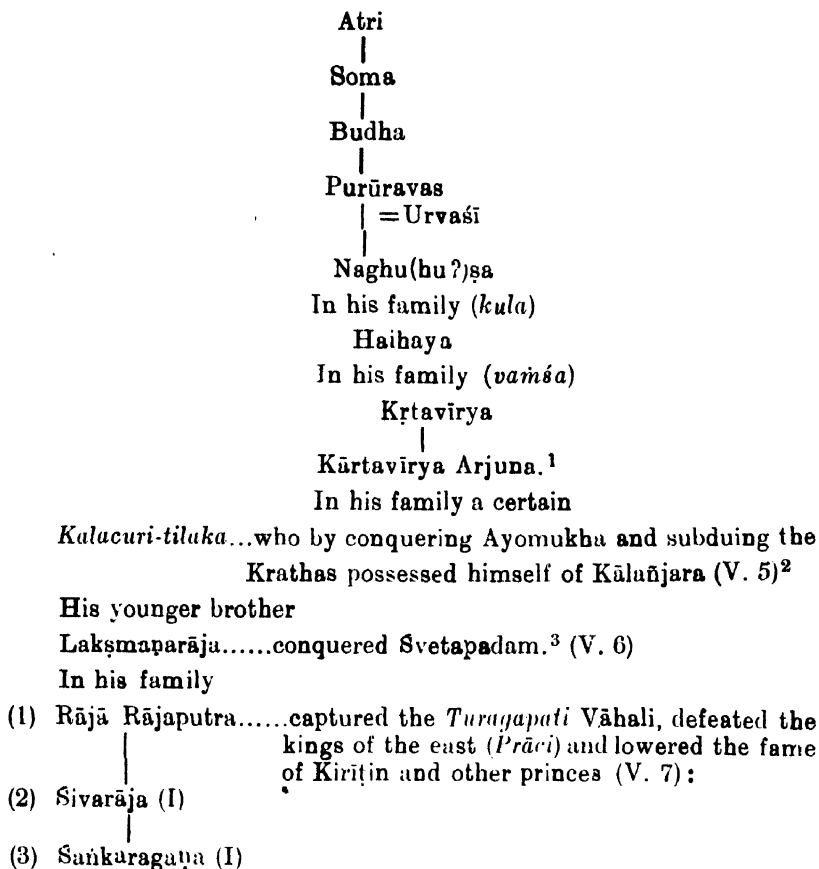 Atri
Soma
Budha
Purūravas
=Urvaśī
Naghu(hu?)ṣa
In his family (kula)
Haihaya
In his family (vaṁśa)
Kṛtavīrya
Kārtavīrya Arjuna.¹
In his family a certain
Kalacuri-tilaka...who by conquering Ayomukha and subduing the
Krathas possessed himself of Kālañjara (V. 5)²
His younger brother
Lakṣmaṇarāja......conquered Śvetapadam.³ (V. 6)
In his family
(1) Rājā Rājaputra......captured the Turagapati Vāhali, defeated the
kings of the east (Prāci) and lowered the fame
of Kirīṭin and other princes (V. 7):
(2) Śivarāja (I)
(3) Śaṅkaragaṇa (I)